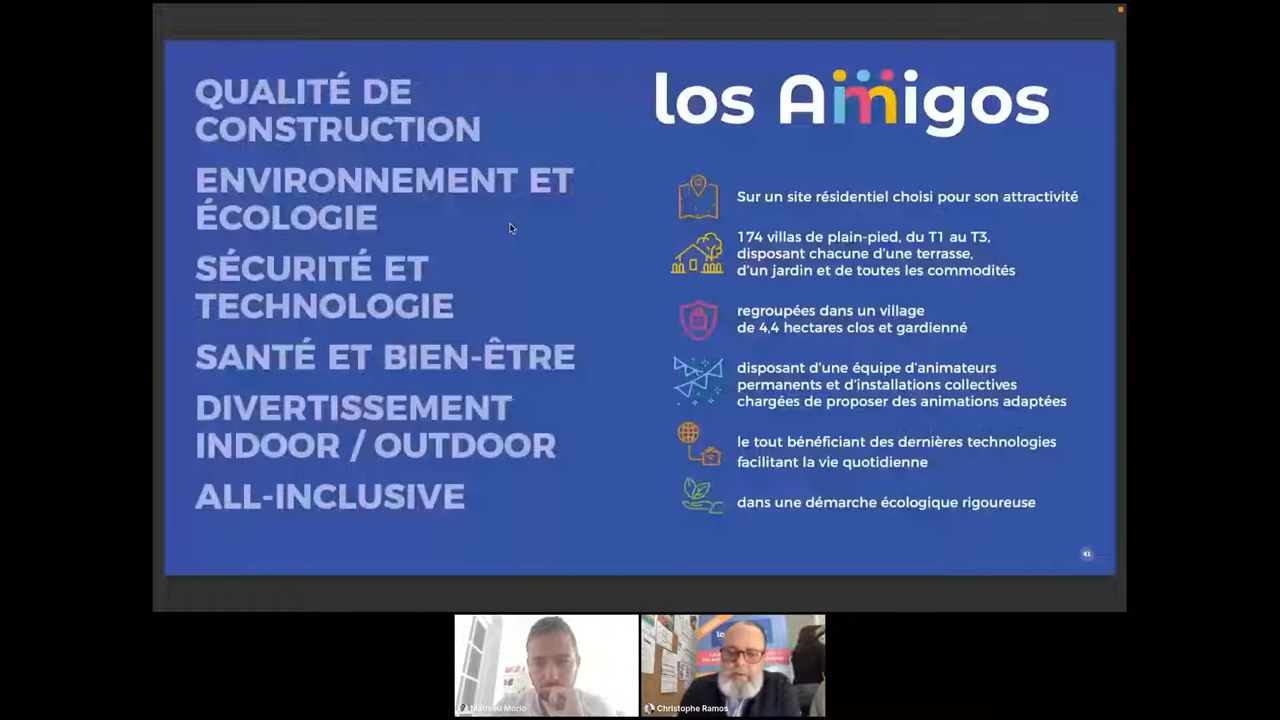 QUALITÉ DE
CONSTRUCTION
ENVIRONNEMENT ET
ÉCOLOGIE
SÉCURITÉ ET
TECHNOLOGIE
SANTÉ ET BIEN-ÊTRE
DIVERTISSEMENT
INDOOR / OUTDOOR
ALL-INCLUSIVE
los Amigos
Sur un site résidentiel choisi pour son attractivité
174 villas de plain-pied, du T1 au T3,
disposant chacune d'une terrasse,
d'un jardin et de toutes les commodités
regroupées dans un village
de 4,4 hectares clos et gardienné
disposant d'une équipe d'animateurs
permanents et d'installations collectives
chargées de proposer des animations adaptées
le tout bénéficiant des dernières technologies
facilitant la vie quotidienne
dans une démarche écologique rigoureuse
41
Mathieu Morio
Christophe Ramos